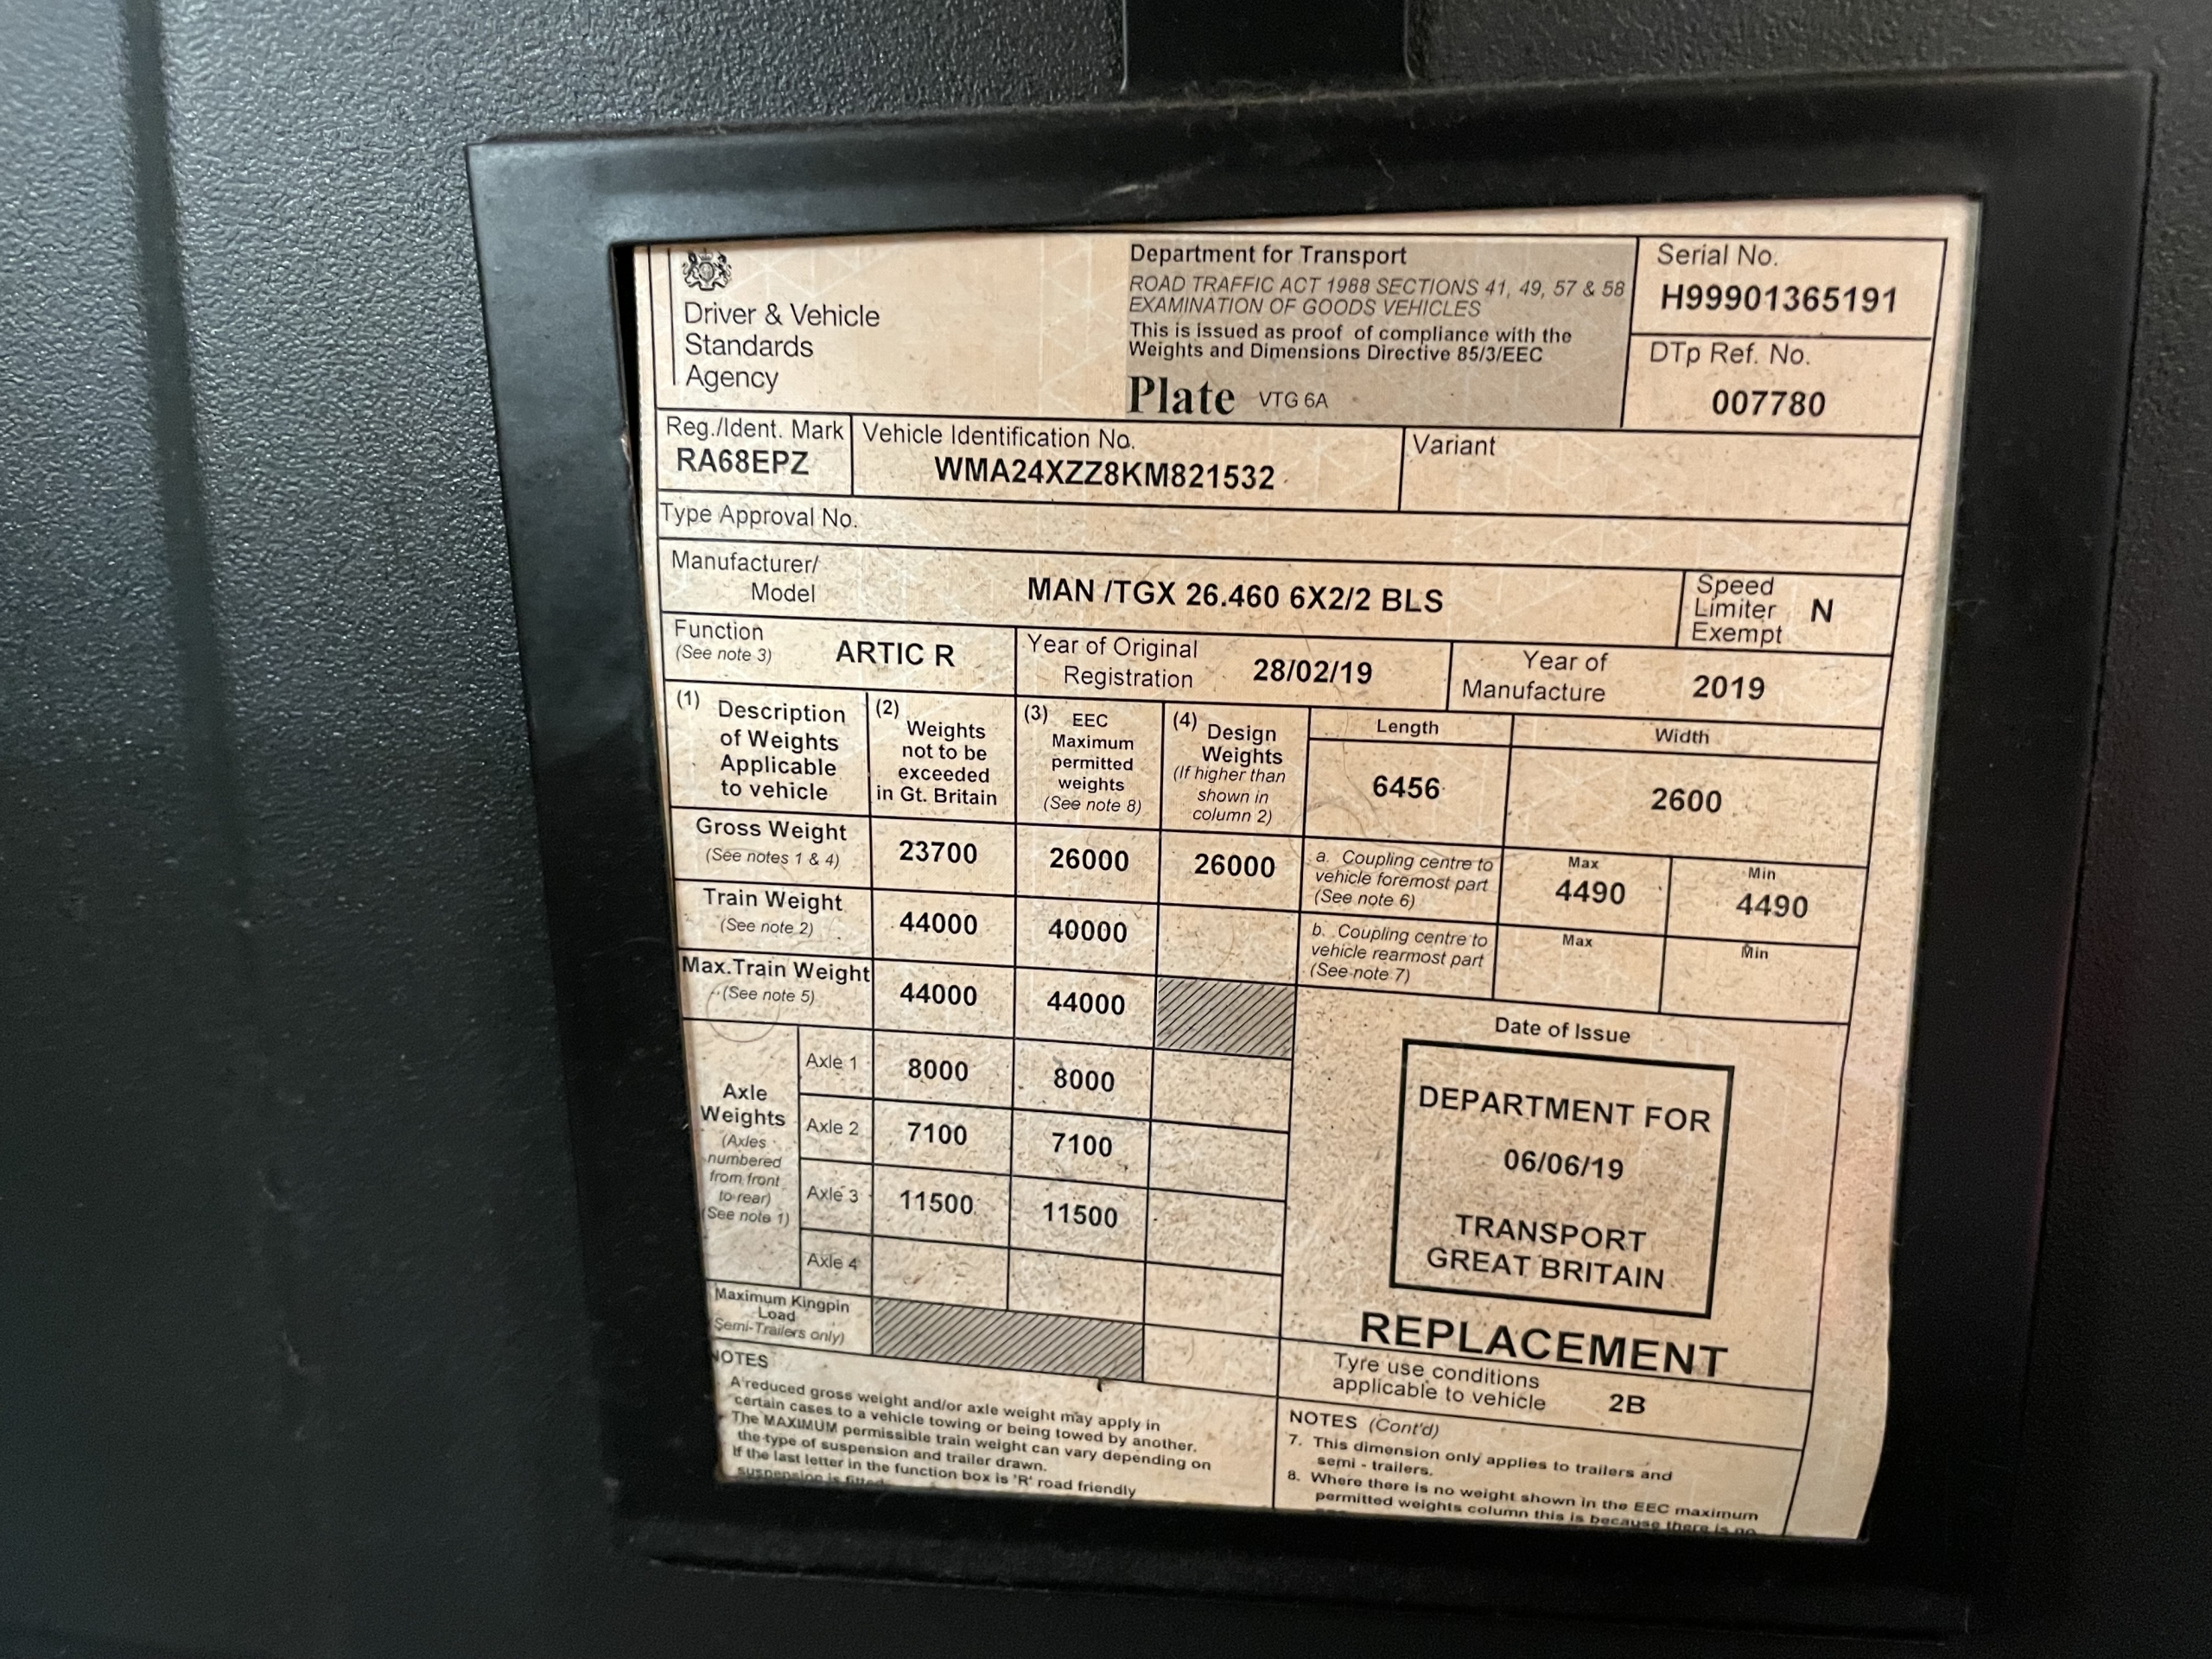 Driver & Vehicle
Standards
Agency
Department for Transport
ROAD TRAFFIC ACT 1988 SECTIONS 41, 49, 57 & 58
EXAMINATION OF GOODS VEHICLES
This is issued as proof of compliance with the
Weights and Dimensions Directive 85/3/EEC
Plate VTG 6A
Serial No.
H99901365191
DTp Ref. No.
007780
Reg./Ident. Mark
RA68EPZ
Vehicle Identification No.
WMA24XZZ8KM821532
Variant
Type Approval No.
Manufacturer/
Model
MAN /TGX 26.460 6X2/2 BLS
Speed
Limiter
Exempt
N
Function
(See note 3)
ARTIC R
Year of Original
Registration
28/02/19
Year of
Manufacture
2019
(1) Description
of Weights
Applicable
to vehicle
(2)
Weights
not to be
exceeded
in Gt. Britain
(3) EEC
Maximum
permitted
weights
(See note 8)
(4) Design
Weights
(If higher than
shown in
column 2)
Length
6456
Width
2600
Gross Weight
(See notes 1 & 4)
23700
26000
26000
a. Coupling centre to
vehicle foremost part
(See note 6)
Max
4490
Min
4490
Train Weight
(See note 2)
44000
40000
b. Coupling centre to
vehicle rearmost part
(See note 7)
Max
Min
Max.Train Weight
(See note 5)
44000
44000
Axle
Weights
(Axles
numbered
from front
to rear)
(See note 1)
Axle 1
8000
8000
Axle 2
7100
7100
Axle 3
11500
11500
Axle 4
Maximum Kingpin
Load
Semi-Trailers only)
Date of Issue
DEPARTMENT FOR
06/06/19
TRANSPORT
GREAT BRITAIN
REPLACEMENT
Tyre use conditions
applicable to vehicle
2B
NOTES
A reduced gross weight and/or axle weight may apply in
certain cases to a vehicle towing or being towed by another.
The MAXIMUM permissible train weight can vary depending on
the type of suspension and trailer drawn.
If the last letter in the function box is 'R' road friendly
suspension is fitted
NOTES (Cont'd)
7. This dimension only applies to trailers and
semi - trailers.
8. Where there is no weight shown in the EEC maximum
permitted weights column this is because there is no